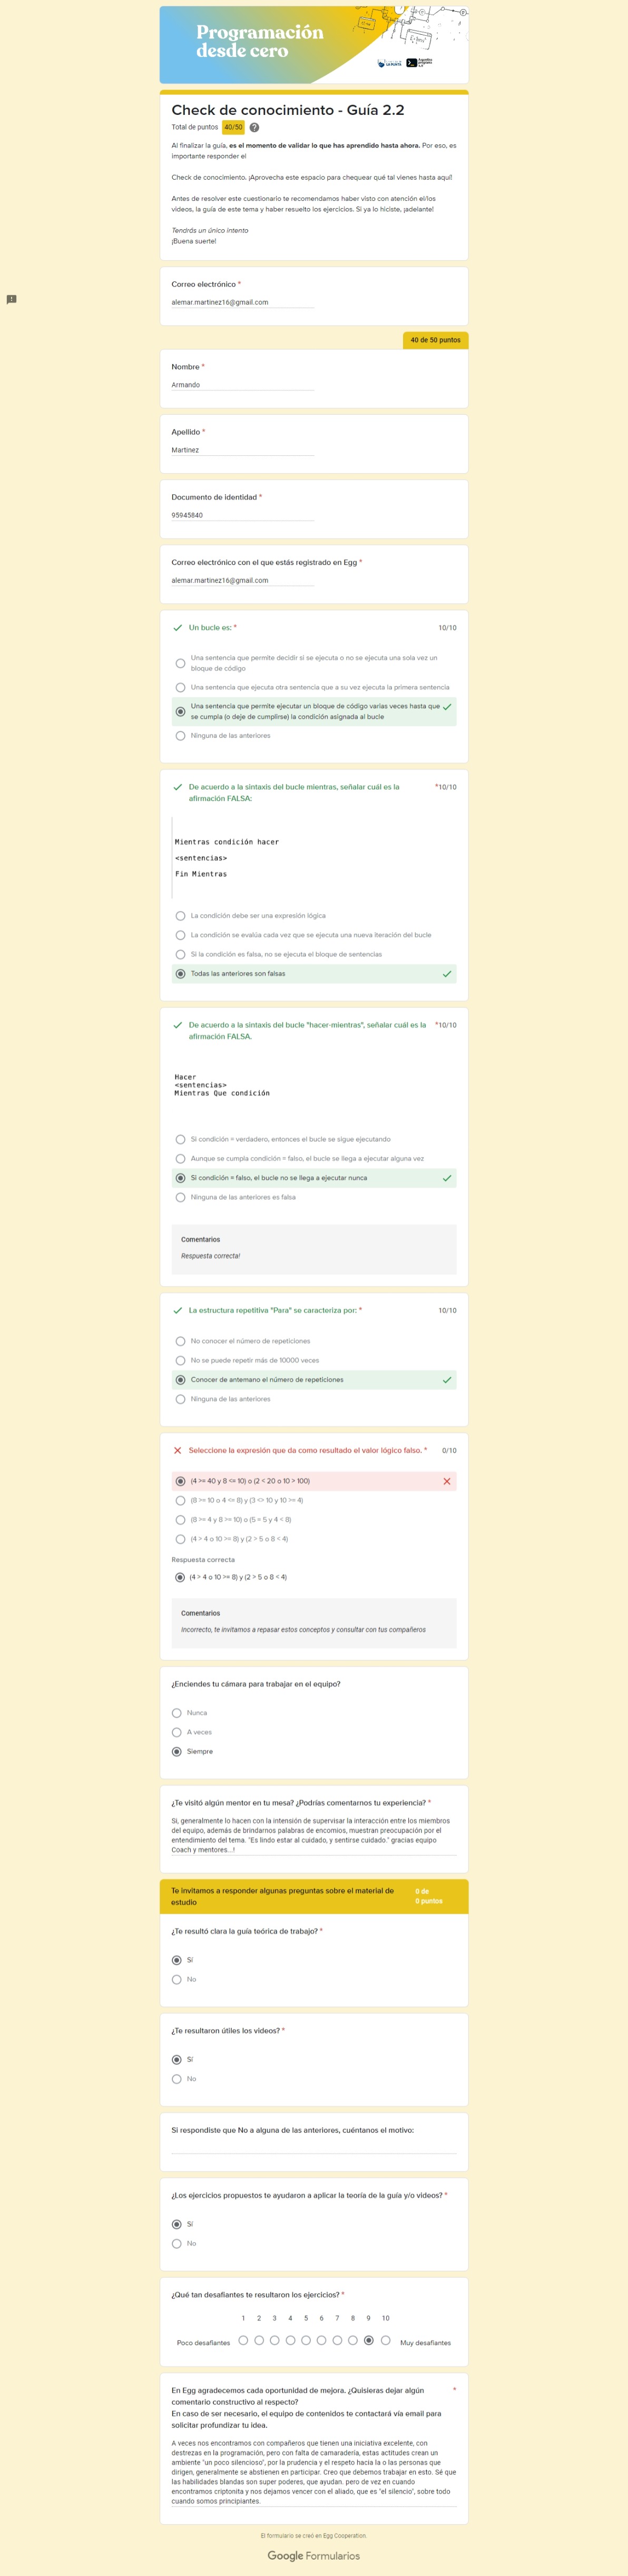 Programación
desde cero
Check de conocimiento - Guía 2.2
Total de puntos 40/50
Al finalizar la guía, es el momento de validar lo que has aprendido hasta ahora. Por eso, es
importante responder el
Check de conocimiento. ¡Aprovecha este espacio para chequear qué tal vienes hasta aquí!
Antes de resolver este cuestionario te recomendamos haber visto con atención el/los
videos, la guía de este tema y haber resuelto los ejercicios. Si ya lo hiciste, ¡adelante!
Tendrás un único intento
¡Buena suerte!
Correo electrónico *
alemar.martinez16@gmail.com
40 de 50 puntos
Nombre *
Armando
Apellido *
Martinez
Documento de identidad *
95945840
Correo electrónico con el que estás registrado en Egg *
alemar.martinez16@gmail.com
Un bucle es: * 10/10
Una sentencia que permite decidir si se ejecuta o no se ejecuta una sola vez un
bloque de código
Una sentencia que ejecuta otra sentencia que a su vez ejecuta la primera sentencia
Una sentencia que permite ejecutar un bloque de código varias veces hasta que
se cumpla (o deje de cumplirse) la condición asignada al bucle
Ninguna de las anteriores
De acuerdo a la sintaxis del bucle mientras, señalar cuál es la *10/10
afirmación FALSA:
Mientras condición hacer
<sentencias>
Fin Mientras
La condición debe ser una expresión lógica
La condición se evalúa cada vez que se ejecuta una nueva iteración del bucle
Si la condición es falsa, no se ejecuta el bloque de sentencias
Todas las anteriores son falsas
De acuerdo a la sintaxis del bucle "hacer-mientras", señalar cuál es la *10/10
afirmación FALSA.
Hacer
<sentencias>
Mientras Que condición
Si condición = verdadero, entonces el bucle se sigue ejecutando
Aunque se cumpla condición = falso, el bucle se llega a ejecutar alguna vez
Si condición = falso, el bucle no se llega a ejecutar nunca
Ninguna de las anteriores es falsa
Comentarios
Respuesta correcta!
La estructura repetitiva "Para" se caracteriza por: * 10/10
No conocer el número de repeticiones
No se puede repetir más de 10000 veces
Conocer de antemano el número de repeticiones
Ninguna de las anteriores
Seleccione la expresión que da como resultado el valor lógico falso. * 0/10
(4 >= 40 y 8 <= 10) o (2 < 20 o 10 > 100)
(8 >= 10 o 4 <= 8) y (3 <> 10 y 10 >= 4)
(8 >= 4 y 8 >= 10) o (5 = 5 y 4 < 8)
(4 > 4 o 10 >= 8) y (2 > 5 o 8 < 4)
Respuesta correcta
(4 > 4 o 10 >= 8) y (2 > 5 o 8 < 4)
Comentarios
Incorrecto, te invitamos a repasar estos conceptos y consultar con tus compañeros
¿Enciendes tu cámara para trabajar en el equipo?
Nunca
A veces
Siempre
¿Te visitó algún mentor en tu mesa? ¿Podrías comentarnos tu experiencia? *
Si, generalmente lo hacen con la intensión de supervisar la interacción entre los miembros
del equipo, además de brindarnos palabras de encomios, muestran preocupación por el
entendimiento del tema. "Es lindo estar al cuidado, y sentirse cuidado." gracias equipo
Coach y mentores...!
Te invitamos a responder algunas preguntas sobre el material de
estudio
0 de
0 puntos
¿Te resultó clara la guía teórica de trabajo? *
Sí
No
¿Te resultaron útiles los videos? *
Sí
No
Si respondiste que No a alguna de las anteriores, cuéntanos el motivo:
¿Los ejercicios propuestos te ayudaron a aplicar la teoría de la guía y/o videos? *
Sí
No
¿Qué tan desafiantes te resultaron los ejercicios? *
1 2 3 4 5 6 7 8 9 10
Poco desafiantes Muy desafiantes
En Egg agradecemos cada oportunidad de mejora. ¿Quisieras dejar algún *
comentario constructivo al respecto?
En caso de ser necesario, el equipo de contenidos te contactará vía email para
solicitar profundizar tu idea.
A veces nos encontramos con compañeros que tienen una iniciativa excelente, con
destrezas en la programación, pero con falta de camaradería, estas actitudes crean un
ambiente "un poco silencioso", por la prudencia y el respeto hacia la o las personas que
dirigen, generalmente se abstienen en participar. Creo que debemos trabajar en esto. Sé que
las habilidades blandas son super poderes, que ayudan. pero de vez en cuando
encontramos criptonita y nos dejamos vencer con el aliado, que es "el silencio", sobre todo
cuando somos principiantes.
El formulario se creó en Egg Cooperation.
Google Formularios